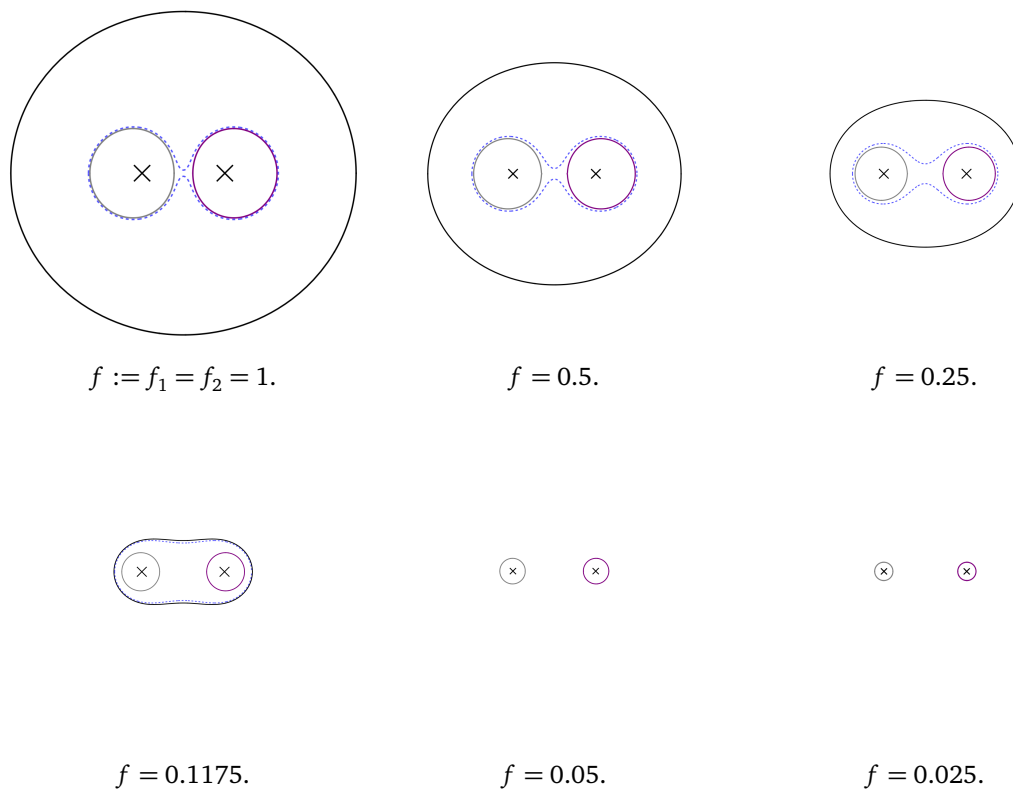 f := f₁ = f₂ = 1.
f = 0.5.
f = 0.25.
f = 0.1175.
f = 0.05.
f = 0.025.